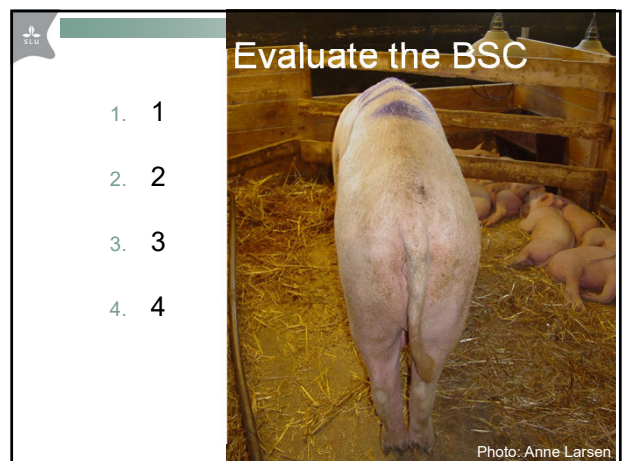 SLU
Evaluate the BSC
1. 1
2. 2
3. 3
4. 4
Photo: Anne Larsen